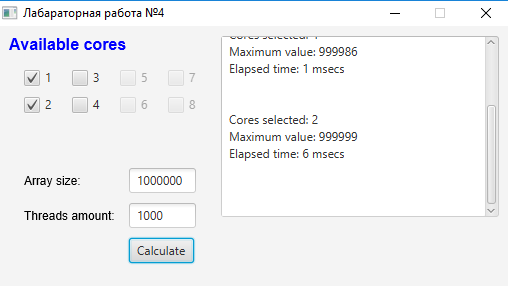 Лабараторная работа №4
Available cores
1 3 5 7
2 4 6 8
Array size: 1000000
Threads amount: 1000
Calculate
Cores selected: 1
Maximum value: 999986
Elapsed time: 1 msecs
Cores selected: 2
Maximum value: 999999
Elapsed time: 6 msecs